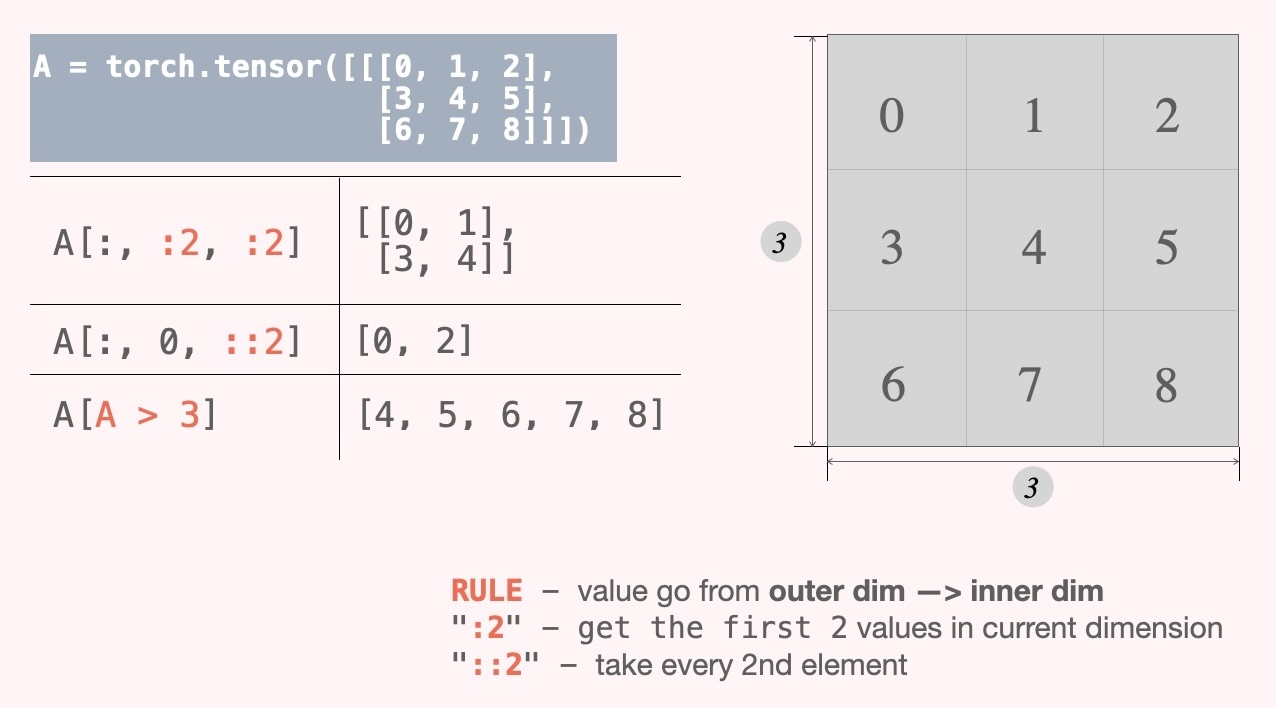 A = torch.tensor([[[0, 1, 2],
[3, 4, 5],
[6, 7, 8]]])
A[:, :2, :2]
[[0, 1],
[3, 4]]
A[:, 0, ::2]
[0, 2]
A[A > 3]
[4, 5, 6, 7, 8]
0 1 2
3 4 5
6 7 8
3
3
RULE – value go from outer dim —> inner dim
":2" – get the first 2 values in current dimension
"::2" – take every 2nd element